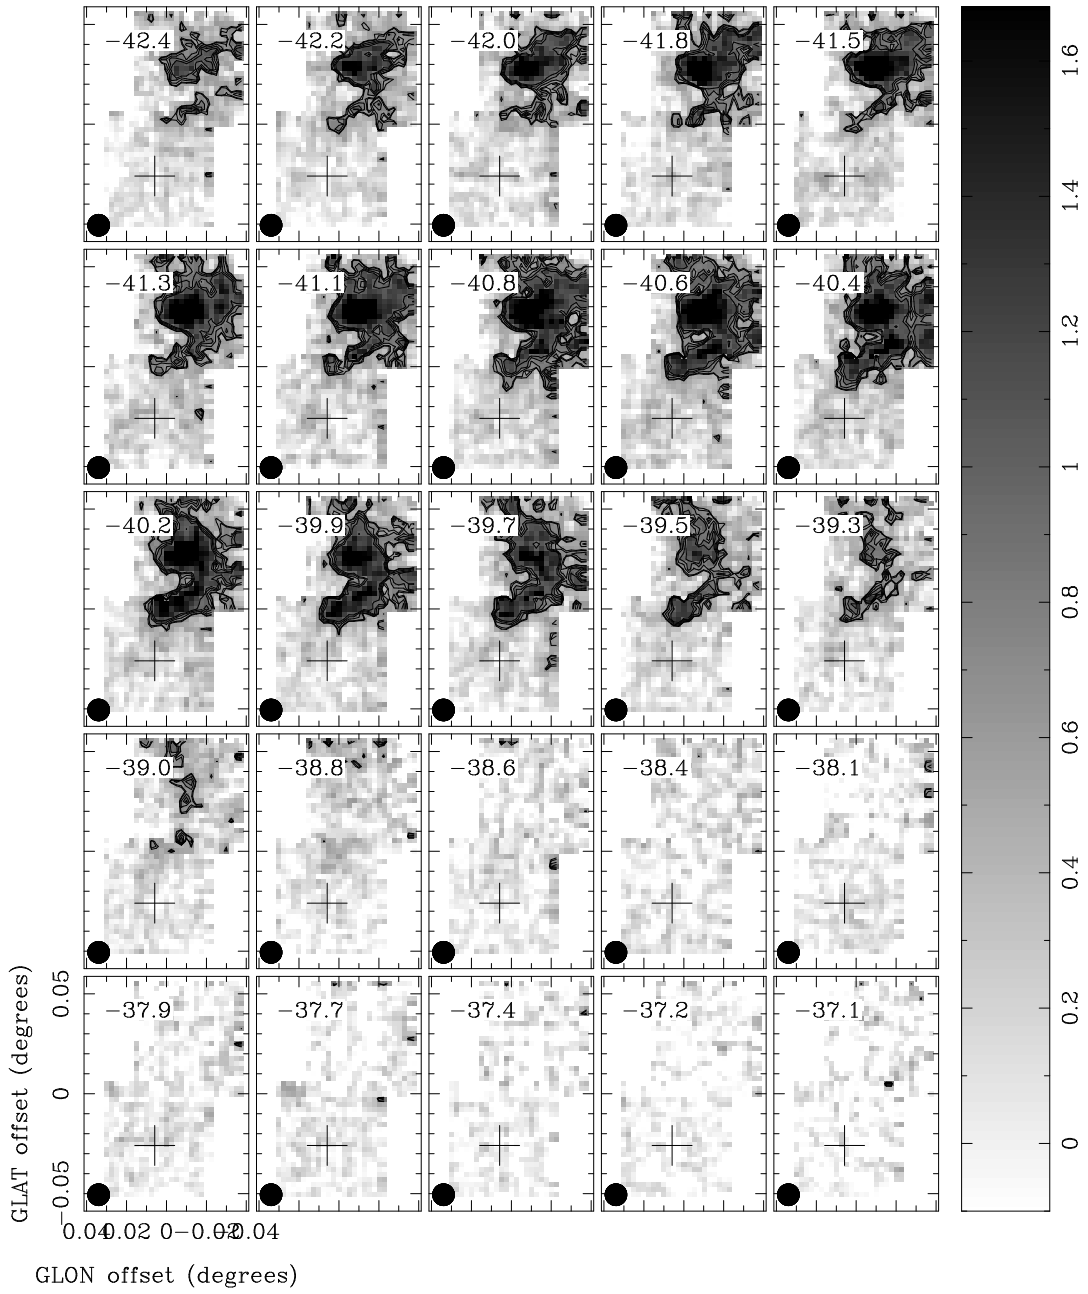 −42.4 −42.2 −42.0 −41.8 −41.5
−41.3 −41.1 −40.8 −40.6 −40.4
−40.2 −39.9 −39.7 −39.5 −39.3
−39.0 −38.8 −38.6 −38.4 −38.1
−37.9 −37.7 −37.4 −37.2 −37.1
0.04 0.02 0 −0.02 −0.04
GLON offset (degrees)
−0.05 0 0.05
GLAT offset (degrees)
0 0.2 0.4 0.6 0.8 1 1.2 1.4 1.6